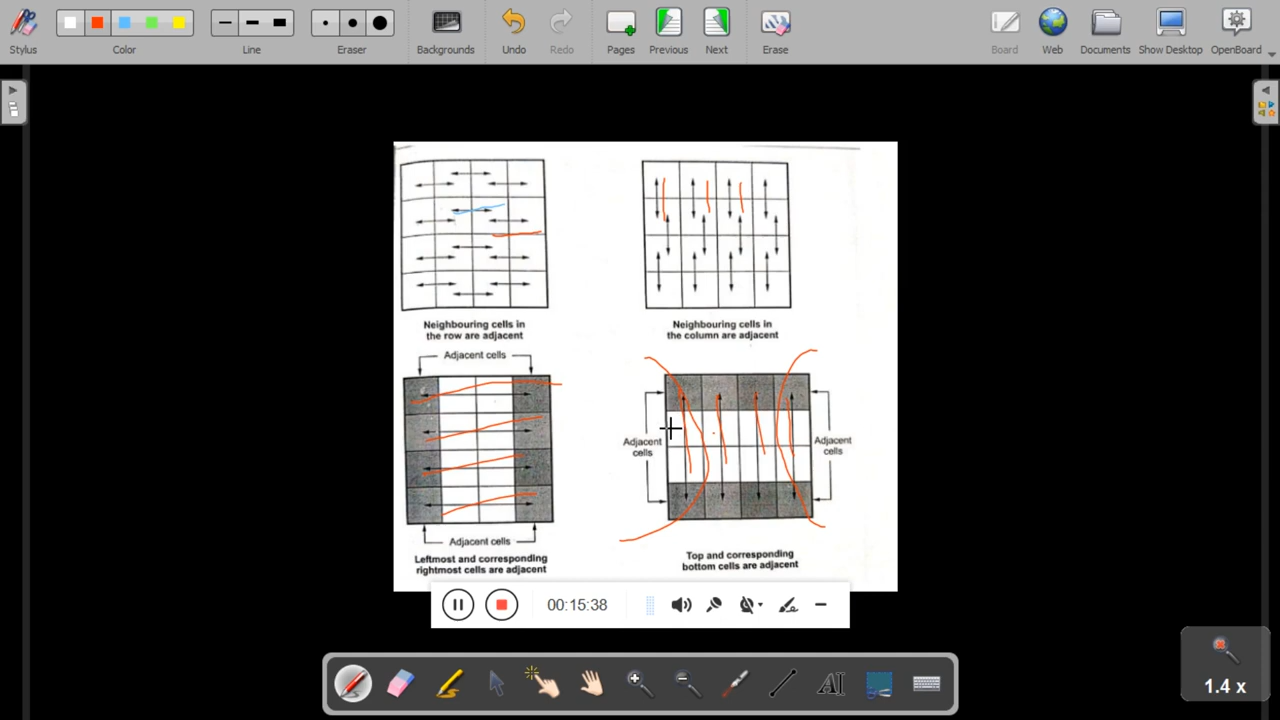 Stylus
Color
Line
Eraser
Backgrounds
Undo
Redo
Pages
Previous
Next
Erase
Board
Web
Documents
Show Desktop
OpenBoard
Neighbouring cells in
the row are adjacent
Neighbouring cells in
the column are adjacent
Adjacent cells
Adjacent cells
Leftmost and corresponding
rightmost cells are adjacent
Adjacent
cells
Adjacent
cells
Top and corresponding
bottom cells are adjacent
00:15:38
AI
1.4 x